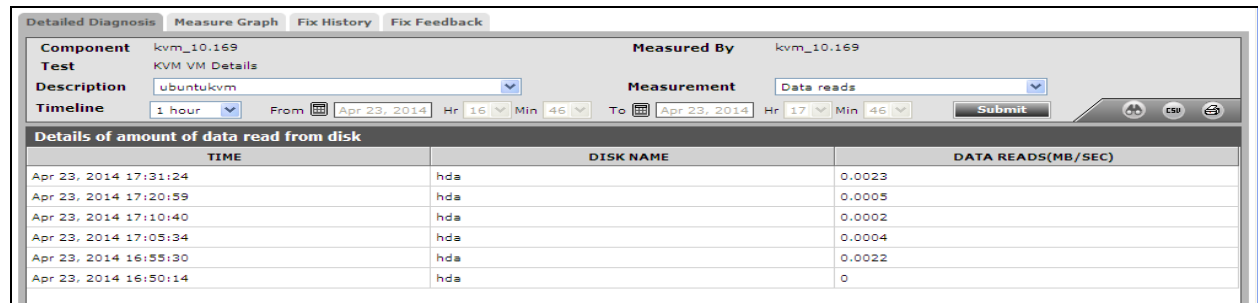 Detailed Diagnosis Measure Graph Fix History Fix Feedback
Component kvm_10.169 Measured By kvm_10.169
Test KVM VM Details
Description ubuntukvm Measurement Data reads
Timeline 1 hour From Apr 23, 2014 Hr 16 Min 46 To Apr 23, 2014 Hr 17 Min 46 Submit CSV
Details of amount of data read from disk
TIME DISK NAME DATA READS(MB/SEC)
Apr 23, 2014 17:31:24 hda 0.0023
Apr 23, 2014 17:20:59 hda 0.0005
Apr 23, 2014 17:10:40 hda 0.0002
Apr 23, 2014 17:05:34 hda 0.0004
Apr 23, 2014 16:55:30 hda 0.0022
Apr 23, 2014 16:50:14 hda 0